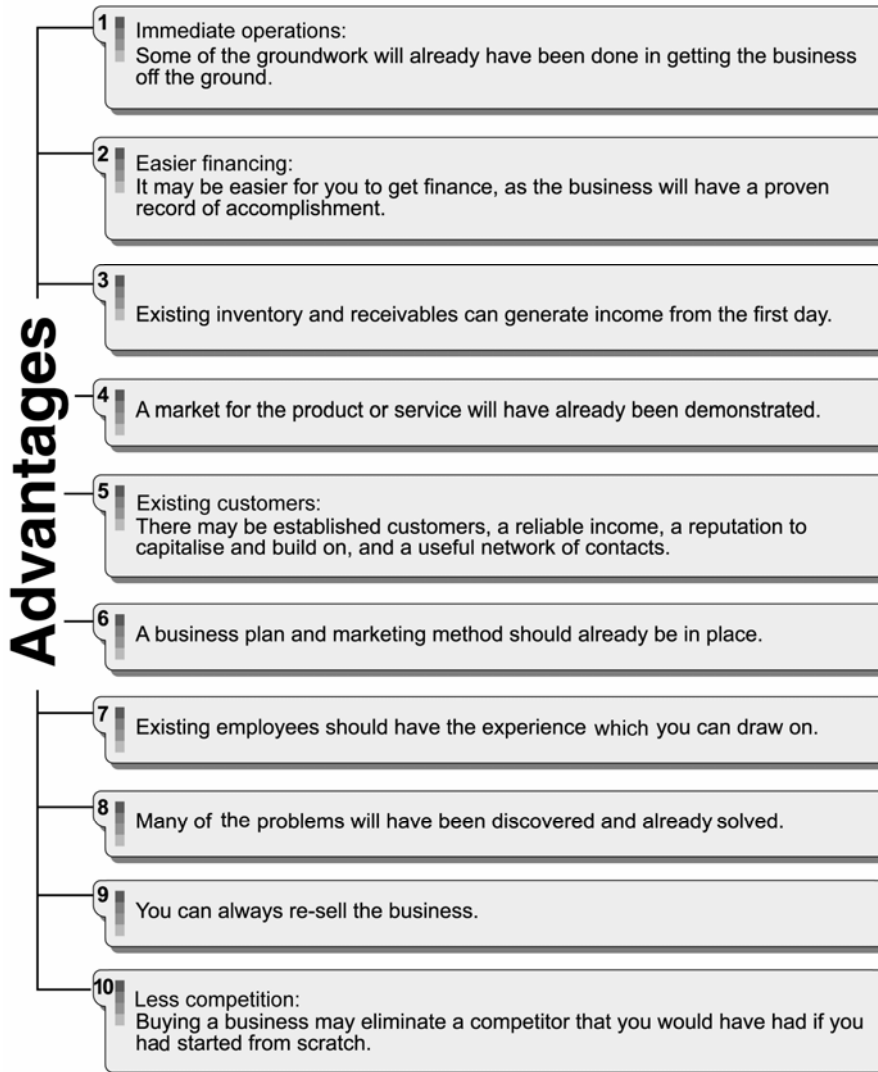 Advantages
1
Immediate operations:
Some of the groundwork will already have been done in getting the business
off the ground.
2
Easier financing:
It may be easier for you to get finance, as the business will have a proven
record of accomplishment.
3
Existing inventory and receivables can generate income from the first day.
4
A market for the product or service will have already been demonstrated.
5
Existing customers:
There may be established customers, a reliable income, a reputation to
capitalise and build on, and a useful network of contacts.
6
A business plan and marketing method should already be in place.
7
Existing employees should have the experience which you can draw on.
8
Many of the problems will have been discovered and already solved.
9
You can always re-sell the business.
10
Less competition:
Buying a business may eliminate a competitor that you would have had if you
had started from scratch.